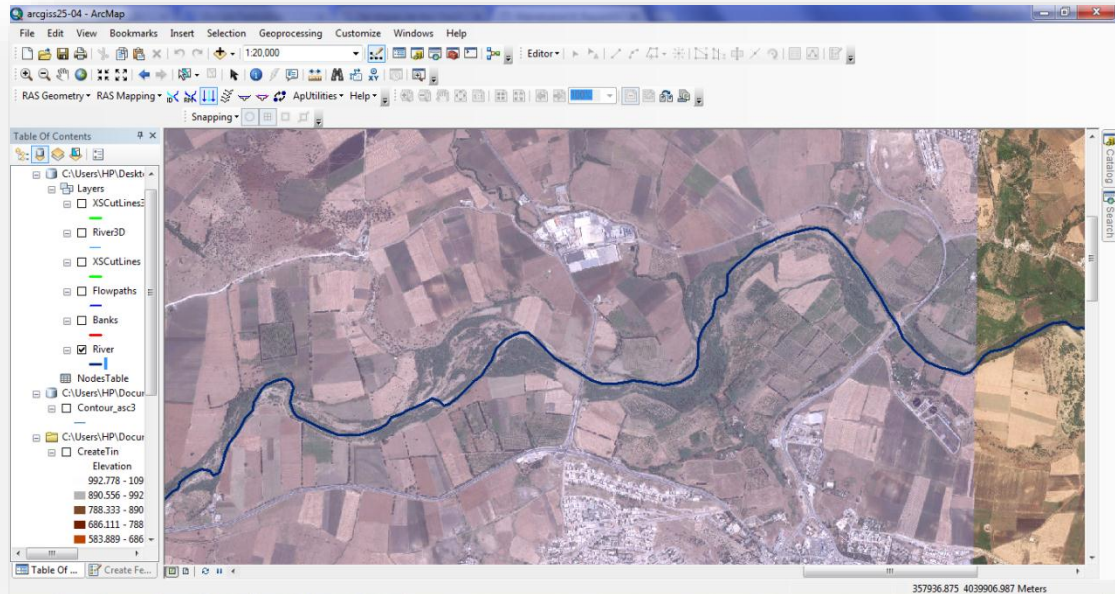 arcgiss25-04 - ArcMap
File Edit View Bookmarks Insert Selection Geoprocessing Customize Windows Help
1:20,000 Editor
RAS Geometry RAS Mapping ApUtilities Help
Snapping
Table Of Contents
C:\Users\HP\Deskt
Layers
XSCutLines3
River3D
XSCutLines
Flowpaths
Banks
River
NodesTable
C:\Users\HP\Docur
Contour_asc3
C:\Users\HP\Docur
CreateTin
Elevation
992.778 - 109
890.556 - 992
788.333 - 890
686.111 - 788
583.889 - 686
Table Of ... Create Fe...
Catalog
Search
357936.875 4039906.987 Meters